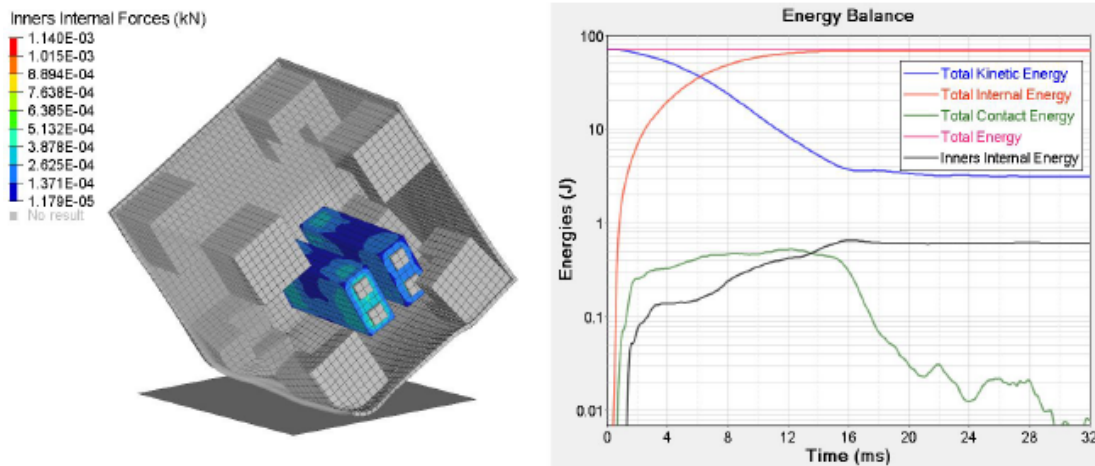 Inners Internal Forces (kN)
1.140E-03
1.015E-03
8.894E-04
7.638E-04
6.385E-04
5.132E-04
3.878E-04
2.625E-04
1.371E-04
1.179E-05
No result
Energy Balance
100
10
1
0.1
0.01
Energies (J)
Total Kinetic Energy
Total Internal Energy
Total Contact Energy
Total Energy
Inners Internal Energy
0 4 8 12 16 20 24 28 32
Time (ms)